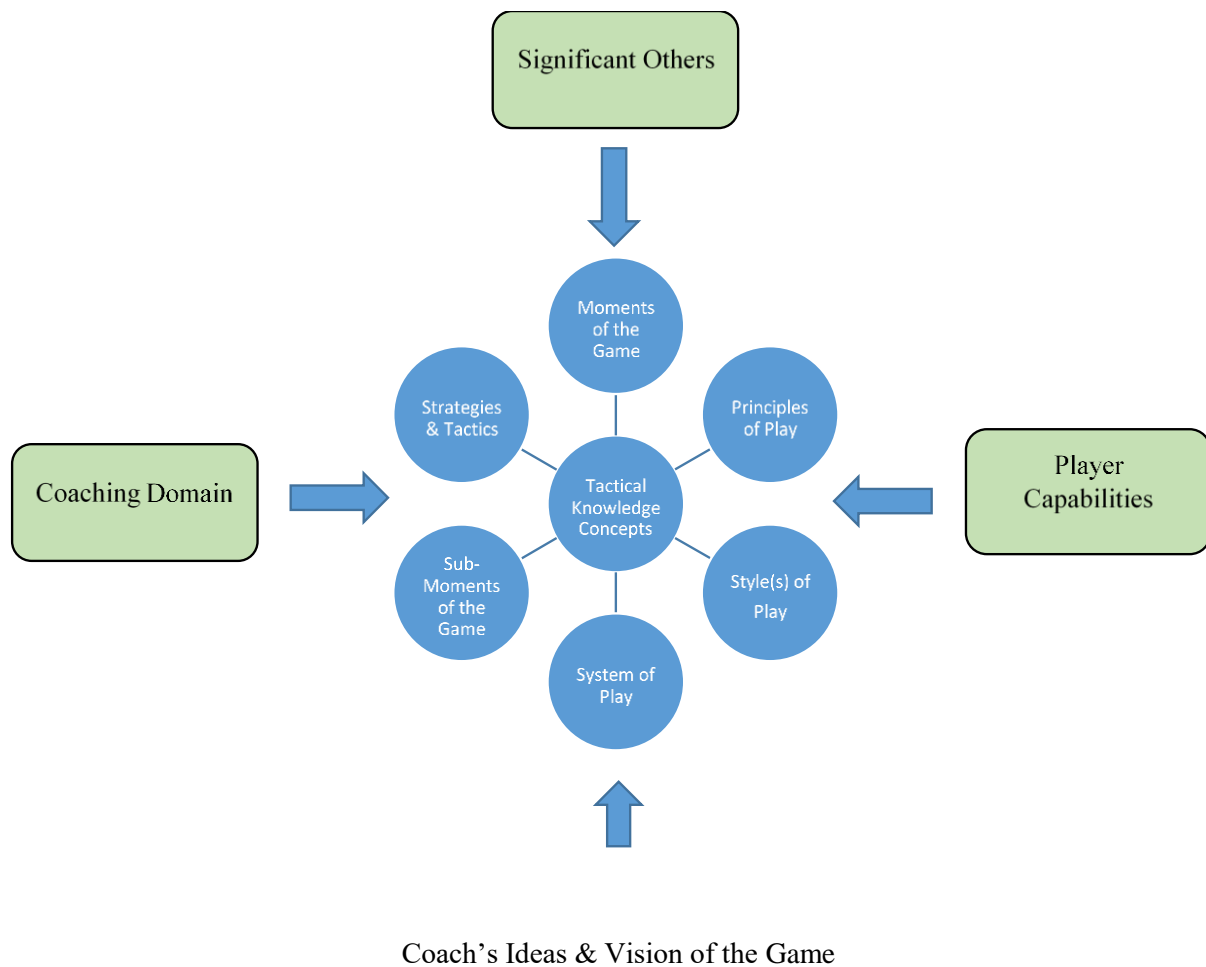 Significant Others
Moments
of the
Game
Strategies
& Tactics
Principles
of Play
Coaching Domain
Player
Capabilities
Tactical
Knowledge
Concepts
Sub-
Moments
of the
Game
Style(s) of
Play
System of
Play
Coach’s Ideas & Vision of the Game